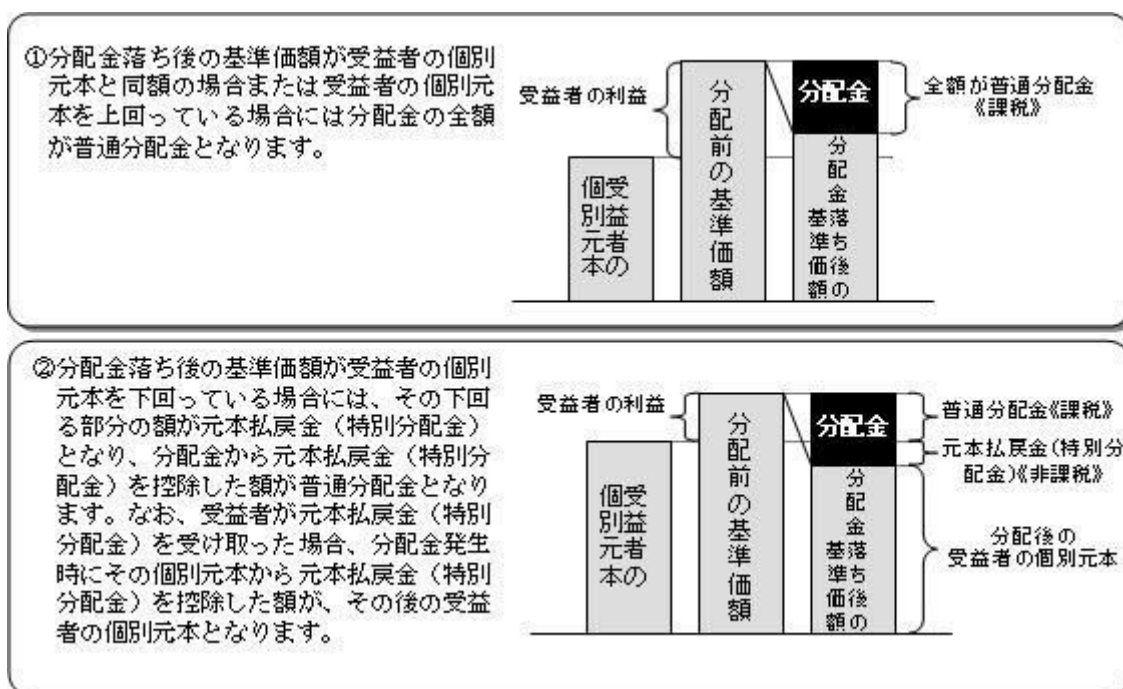 ①分配金落ち後の基準価額が受益者の個別
元本と同額の場合または受益者の個別元
本を上回っている場合には分配金の全額
が普通分配金となります。
受益者の利益
受益者の
個別元本
分配前の基準価額
分配金
分配金落ち後の
基準価額
全額が普通分配金
《課税》
②分配金落ち後の基準価額が受益者の個別
元本を下回っている場合には、その下回
る部分の額が元本払戻金（特別分配金）
となり、分配金から元本払戻金（特別分
配金）を控除した額が普通分配金となり
ます。なお、受益者が元本払戻金（特別
分配金）を受け取った場合、分配金発生
時にその個別元本から元本払戻金（特別
分配金）を控除した額が、その後の受益
者の個別元本となります。
受益者の利益
受益者の
個別元本
分配前の基準価額
分配金
分配金落ち後の
基準価額
普通分配金《課税》
元本払戻金(特別分
配金)《非課税》
分配後の
受益者の個別元本